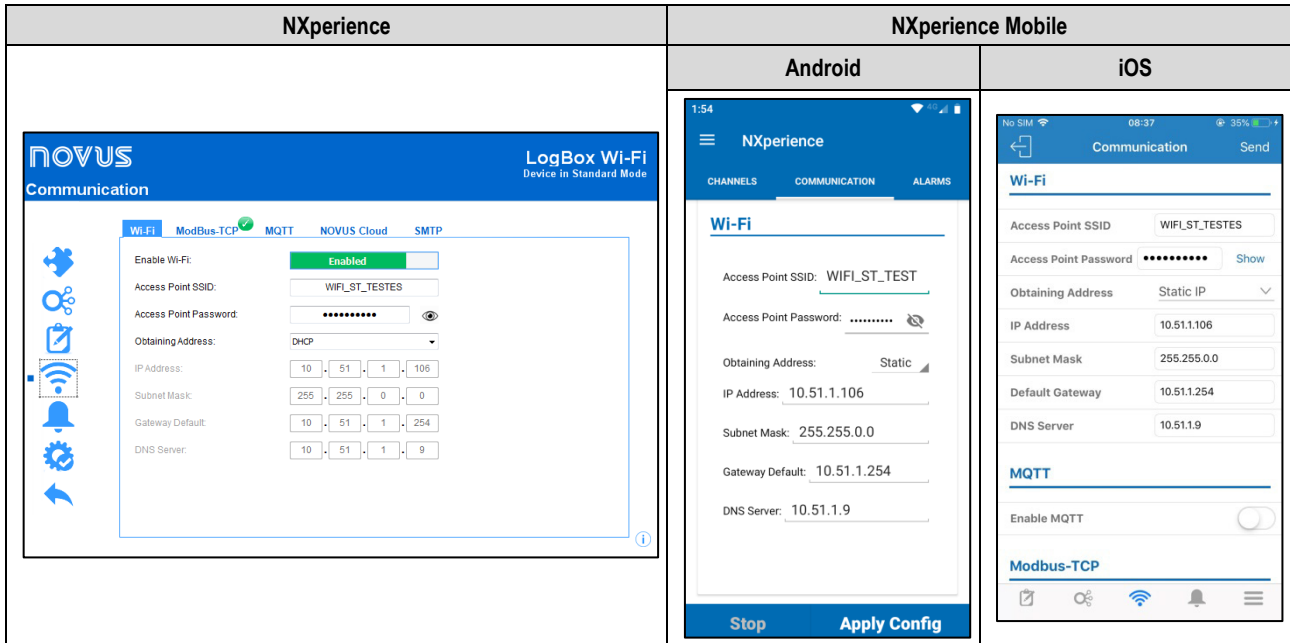 NXperience
NXperience Mobile
Android
iOS
novus
LogBox Wi-Fi
Device in Standard Mode
Communication
Wi-Fi ModBus-TCP MQTT NOVUS Cloud SMTP
Enable Wi-Fi: Enabled
Access Point SSID: WIFI_ST_TESTES
Access Point Password: ••••••••••
Obtaining Address: DHCP
IP Address: 10 . 51 . 1 . 106
Subnet Mask: 255 . 255 . 0 . 0
Gateway Default: 10 . 51 . 1 . 254
DNS Server: 10 . 51 . 1 . 9
i
1:54 4G
NXperience
CHANNELS COMMUNICATION ALARMS
Wi-Fi
Access Point SSID: WIFI_ST_TEST
Access Point Password: ..........
Obtaining Address: Static
IP Address: 10.51.1.106
Subnet Mask: 255.255.0.0
Gateway Default: 10.51.1.254
DNS Server: 10.51.1.9
Stop Apply Config
No SIM 08:37 35%
Communication Send
Wi-Fi
Access Point SSID WIFI_ST_TESTES
Access Point Password •••••••••• Show
Obtaining Address Static IP
IP Address 10.51.1.106
Subnet Mask 255.255.0.0
Default Gateway 10.51.1.254
DNS Server 10.51.1.9
MQTT
Enable MQTT
Modbus-TCP